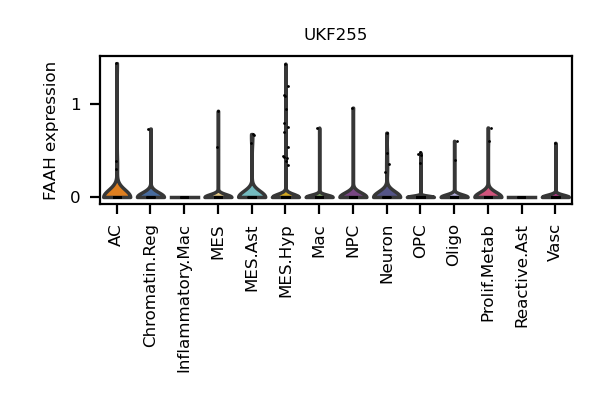 UKF255
FAAH expression
1
0
AC
Chromatin.Reg
Inflammatory.Mac
MES
MES.Ast
MES.Hyp
Mac
NPC
Neuron
OPC
Oligo
Prolif.Metab
Reactive.Ast
Vasc